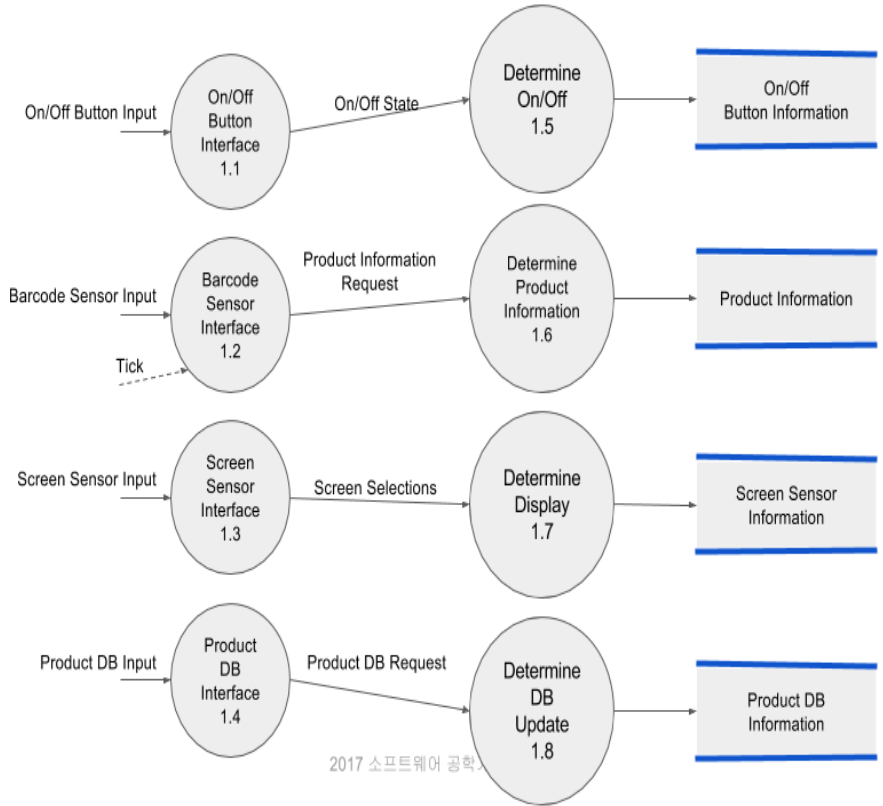 On/Off Button Input
On/Off
Button
Interface
1.1
On/Off State
Determine
On/Off
1.5
On/Off
Button Information
Barcode Sensor Input
Tick
Barcode
Sensor
Interface
1.2
Product Information
Request
Determine
Product
Information
1.6
Product Information
Screen Sensor Input
Screen
Sensor
Interface
1.3
Screen Selections
Determine
Display
1.7
Screen Sensor
Information
Product DB Input
Product
DB
Interface
1.4
Product DB Request
Determine
DB
Update
1.8
Product DB
Information
2017 소프트웨어 공학